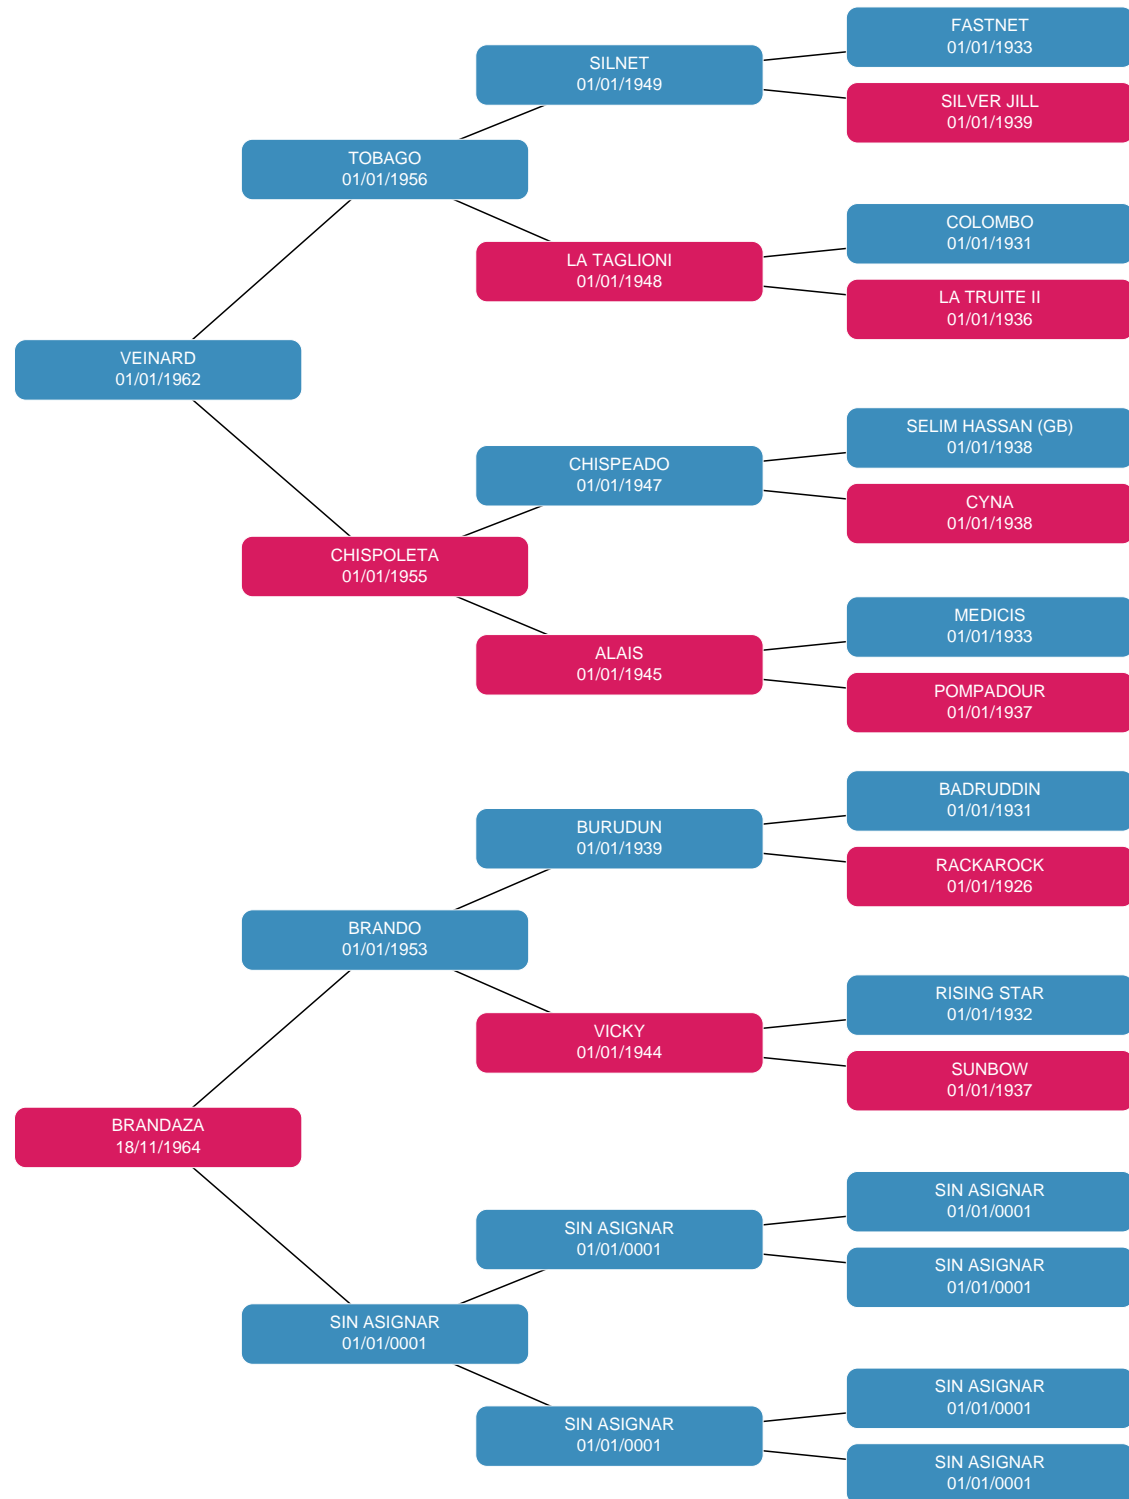 FASTNET
01/01/1933
SILNET
01/01/1949
SILVER JILL
01/01/1939
TOBAGO
01/01/1956
COLOMBO
01/01/1931
LA TAGLIONI
01/01/1948
LA TRUITE II
01/01/1936
VEINARD
01/01/1962
SELIM HASSAN (GB)
01/01/1938
CHISPEADO
01/01/1947
CYNA
01/01/1938
CHISPOLETA
01/01/1955
MEDICIS
01/01/1933
ALAIS
01/01/1945
POMPADOUR
01/01/1937
BADRUDDIN
01/01/1931
BURUDUN
01/01/1939
RACKAROCK
01/01/1926
BRANDO
01/01/1953
RISING STAR
01/01/1932
VICKY
01/01/1944
SUNBOW
01/01/1937
BRANDAZA
18/11/1964
SIN ASIGNAR
01/01/0001
SIN ASIGNAR
01/01/0001
SIN ASIGNAR
01/01/0001
SIN ASIGNAR
01/01/0001
SIN ASIGNAR
01/01/0001
SIN ASIGNAR
01/01/0001
SIN ASIGNAR
01/01/0001